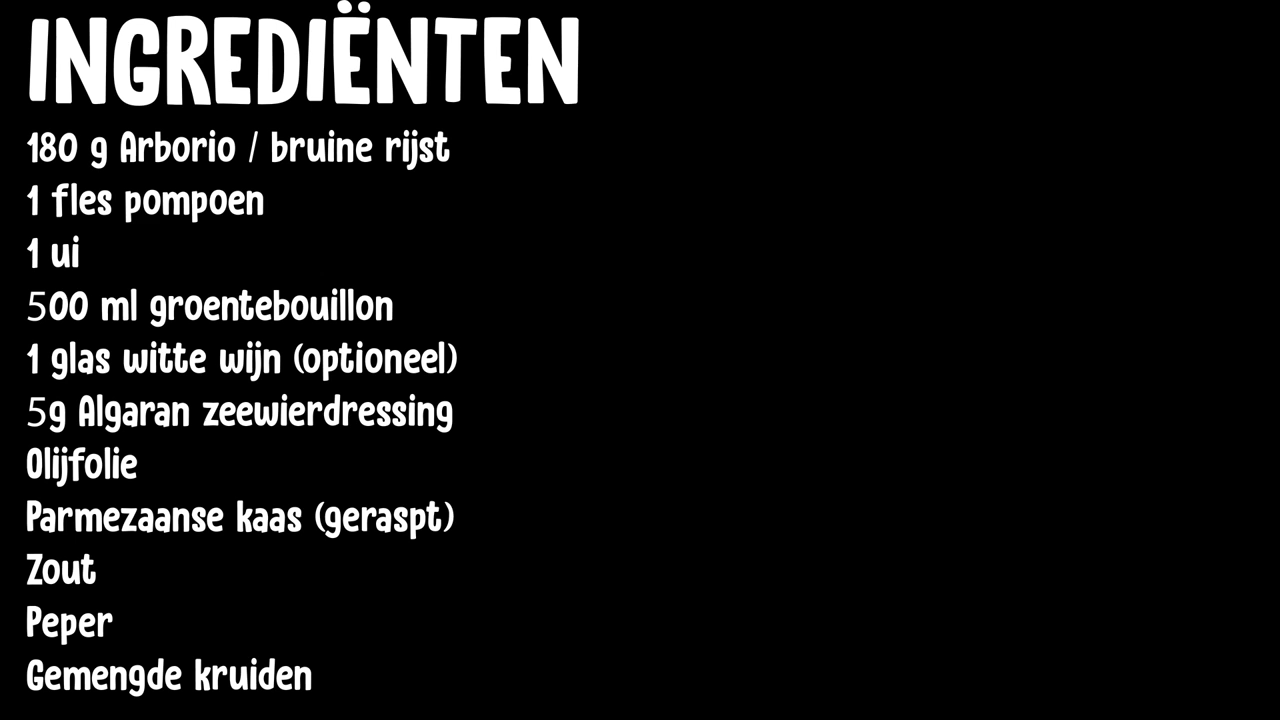 INGREDIËNTEN
180 g Arborio / bruine rijst
1 fles pompoen
1 ui
500 ml groentebouillon
1 glas witte wijn (optioneel)
5g Algaran zeewierdressing
Olijfolie
Parmezaanse kaas (geraspt)
Zout
Peper
Gemengde kruiden